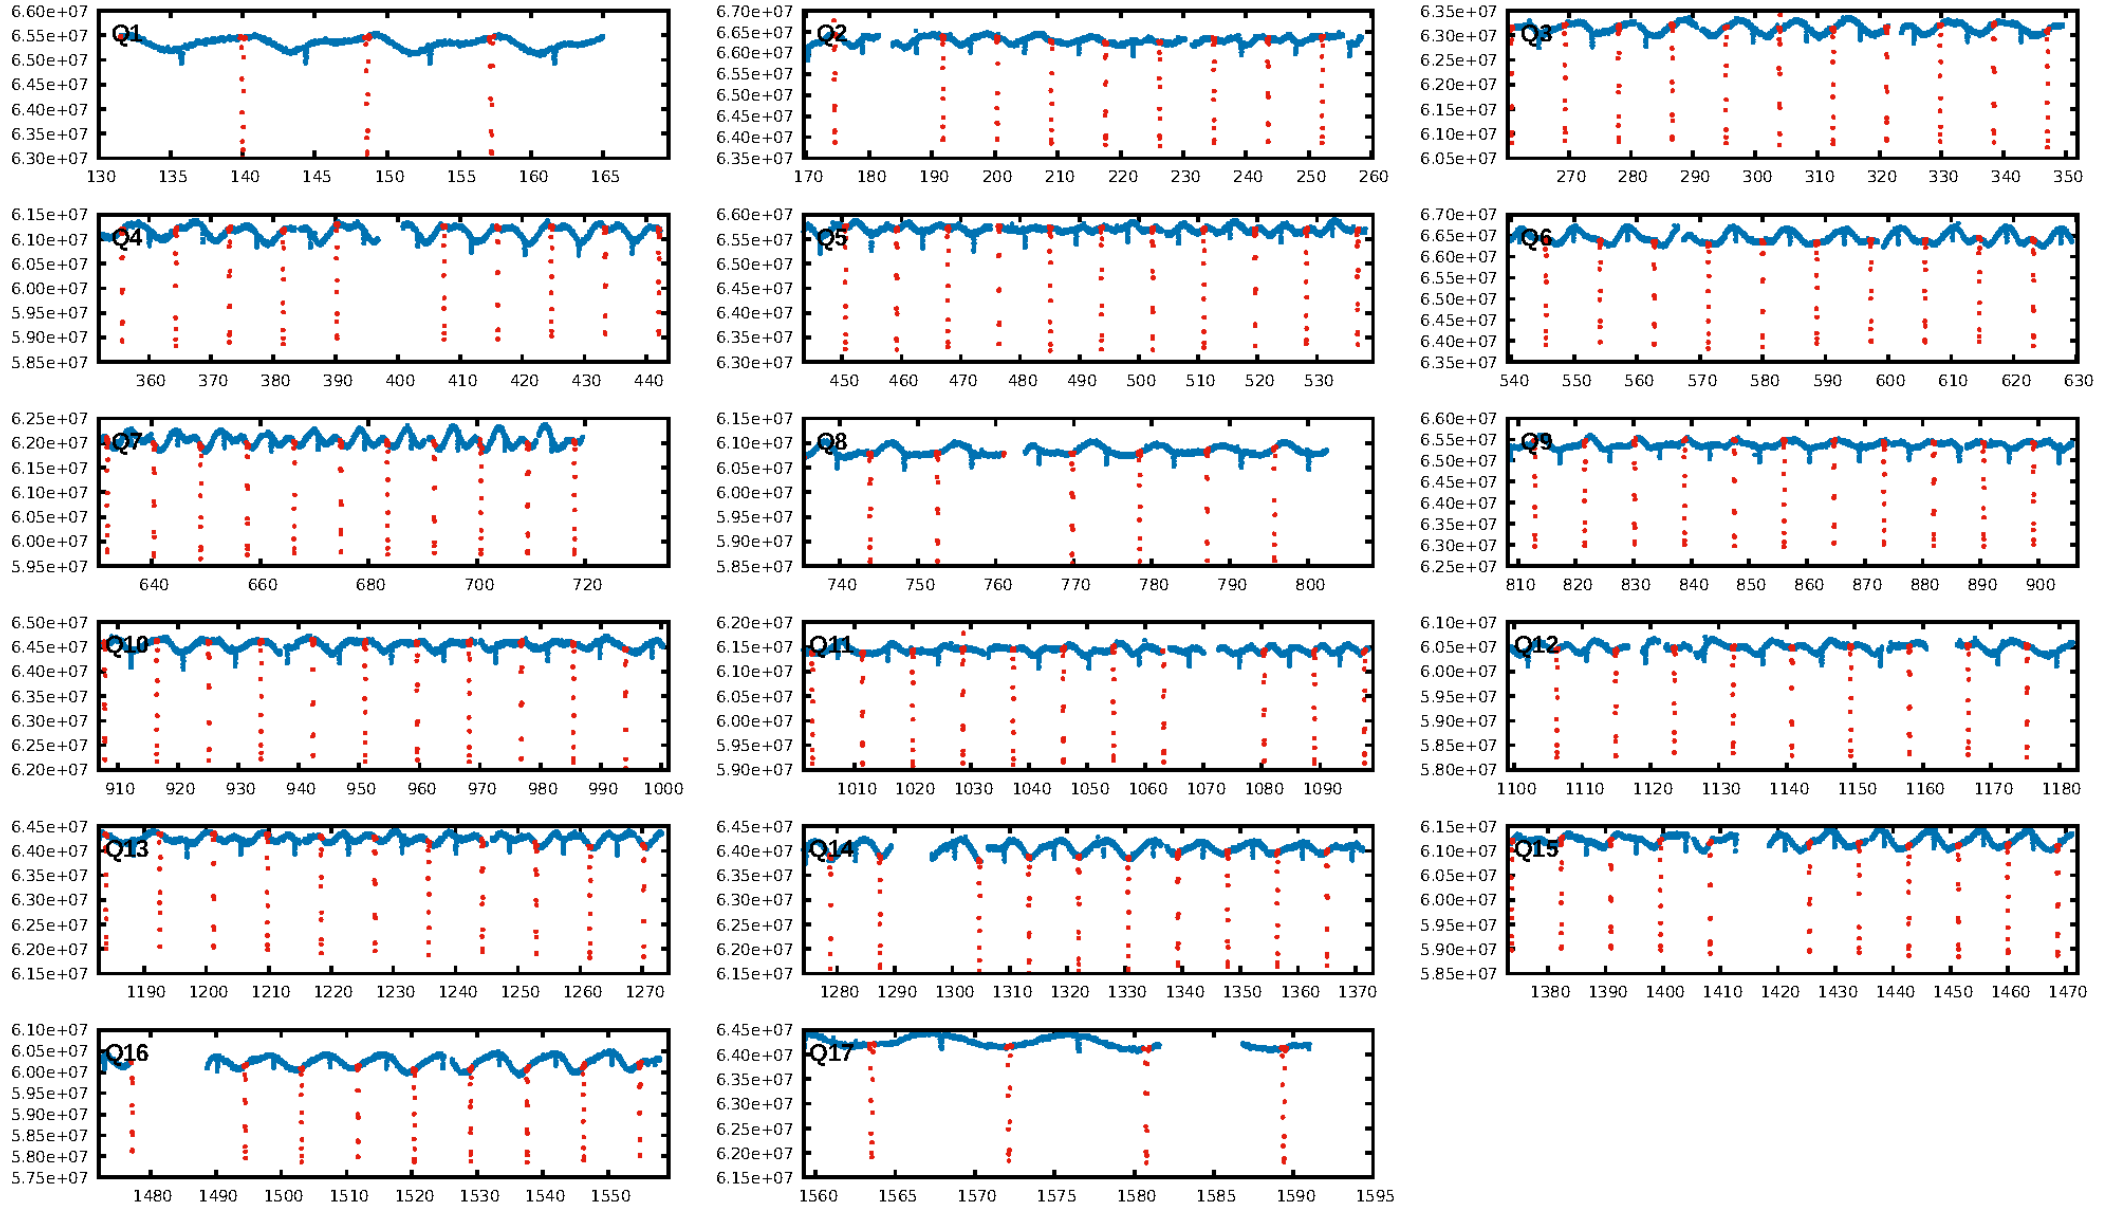 6.60e+07 6.55e+07 6.50e+07 6.45e+07 6.40e+07 6.35e+07 6.30e+07
Q1
130 135 140 145 150 155 160 165
6.70e+07 6.65e+07 6.60e+07 6.55e+07 6.50e+07 6.45e+07 6.40e+07 6.35e+07
Q2
170 180 190 200 210 220 230 240 250 260
6.35e+07 6.30e+07 6.25e+07 6.20e+07 6.15e+07 6.10e+07 6.05e+07
Q3
270 280 290 300 310 320 330 340 350
6.15e+07 6.10e+07 6.05e+07 6.00e+07 5.95e+07 5.90e+07 5.85e+07
Q4
360 370 380 390 400 410 420 430 440
6.60e+07 6.55e+07 6.50e+07 6.45e+07 6.40e+07 6.35e+07 6.30e+07
Q5
450 460 470 480 490 500 510 520 530
6.70e+07 6.65e+07 6.60e+07 6.55e+07 6.50e+07 6.45e+07 6.40e+07 6.35e+07
Q6
540 550 560 570 580 590 600 610 620 630
6.25e+07 6.20e+07 6.15e+07 6.10e+07 6.05e+07 6.00e+07 5.95e+07
Q7
640 660 680 700 720
6.15e+07 6.10e+07 6.05e+07 6.00e+07 5.95e+07 5.90e+07 5.85e+07
Q8
740 750 760 770 780 790 800
6.60e+07 6.55e+07 6.50e+07 6.45e+07 6.40e+07 6.35e+07 6.30e+07 6.25e+07
Q9
810 820 830 840 850 860 870 880 890 900
6.50e+07 6.45e+07 6.40e+07 6.35e+07 6.30e+07 6.25e+07 6.20e+07
Q10
910 920 930 940 950 960 970 980 990 1000
6.20e+07 6.15e+07 6.10e+07 6.05e+07 6.00e+07 5.95e+07 5.90e+07
Q11
1010 1020 1030 1040 1050 1060 1070 1080 1090
6.10e+07 6.05e+07 6.00e+07 5.95e+07 5.90e+07 5.85e+07 5.80e+07
Q12
1100 1110 1120 1130 1140 1150 1160 1170 1180
6.45e+07 6.40e+07 6.35e+07 6.30e+07 6.25e+07 6.20e+07 6.15e+07
Q13
1190 1200 1210 1220 1230 1240 1250 1260 1270
6.45e+07 6.40e+07 6.35e+07 6.30e+07 6.25e+07 6.20e+07 6.15e+07
Q14
1280 1290 1300 1310 1320 1330 1340 1350 1360 1370
6.15e+07 6.10e+07 6.05e+07 6.00e+07 5.95e+07 5.90e+07 5.85e+07
Q15
1380 1390 1400 1410 1420 1430 1440 1450 1460 1470
6.10e+07 6.05e+07 6.00e+07 5.95e+07 5.90e+07 5.85e+07 5.80e+07 5.75e+07
Q16
1480 1490 1500 1510 1520 1530 1540 1550
6.45e+07 6.40e+07 6.35e+07 6.30e+07 6.25e+07 6.20e+07 6.15e+07
Q17
1560 1565 1570 1575 1580 1585 1590 1595